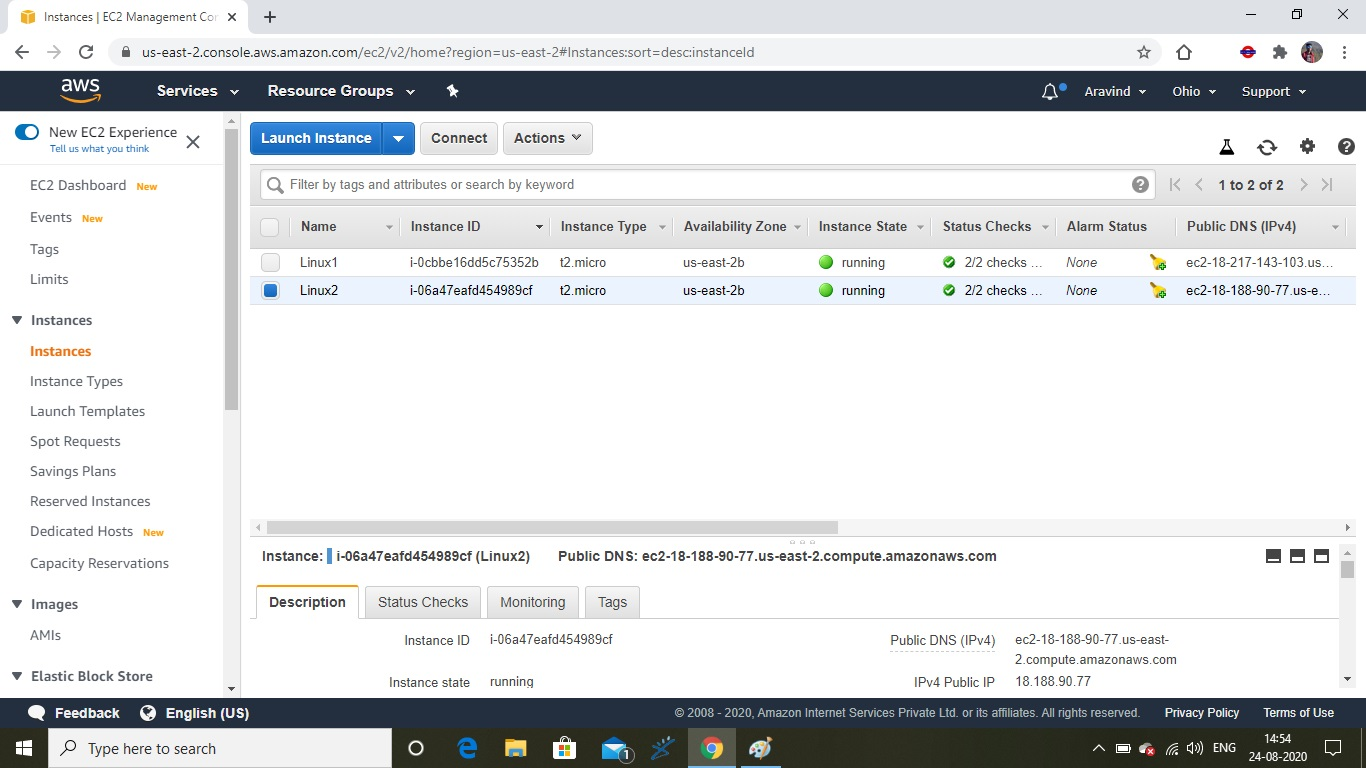 Instances | EC2 Management Con
us-east-2.console.aws.amazon.com/ec2/v2/home?region=us-east-2#Instances:sort=desc:instanceId
aws Services Resource Groups Aravind Ohio Support
New EC2 Experience
Tell us what you think
EC2 Dashboard New
Events New
Tags
Limits
Instances
Instances
Instance Types
Launch Templates
Spot Requests
Savings Plans
Reserved Instances
Dedicated Hosts New
Capacity Reservations
Images
AMIs
Elastic Block Store
Launch Instance Connect Actions
Filter by tags and attributes or search by keyword 1 to 2 of 2
Name Instance ID Instance Type Availability Zone Instance State Status Checks Alarm Status Public DNS (IPv4)
Linux1 i-0cbbe16dd5c75352b t2.micro us-east-2b running 2/2 checks ... None ec2-18-217-143-103.us...
Linux2 i-06a47eafd454989cf t2.micro us-east-2b running 2/2 checks ... None ec2-18-188-90-77.us-e...
Instance: i-06a47eafd454989cf (Linux2) Public DNS: ec2-18-188-90-77.us-east-2.compute.amazonaws.com
Description Status Checks Monitoring Tags
Instance ID i-06a47eafd454989cf Public DNS (IPv4) ec2-18-188-90-77.us-east-
2.compute.amazonaws.com
Instance state running IPv4 Public IP 18.188.90.77
Feedback English (US) © 2008 - 2020, Amazon Internet Services Private Ltd. or its affiliates. All rights reserved. Privacy Policy Terms of Use
Type here to search 1 ENG 14:54
24-08-2020